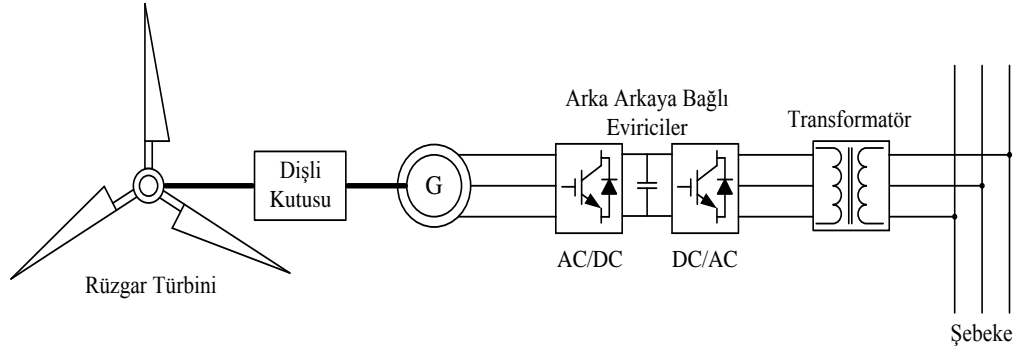 Arka Arkaya Bağlı
Eviriciler
Transformatör
Dişli
Kutusu
G
AC/DC
DC/AC
Rüzgar Türbini
Şebeke